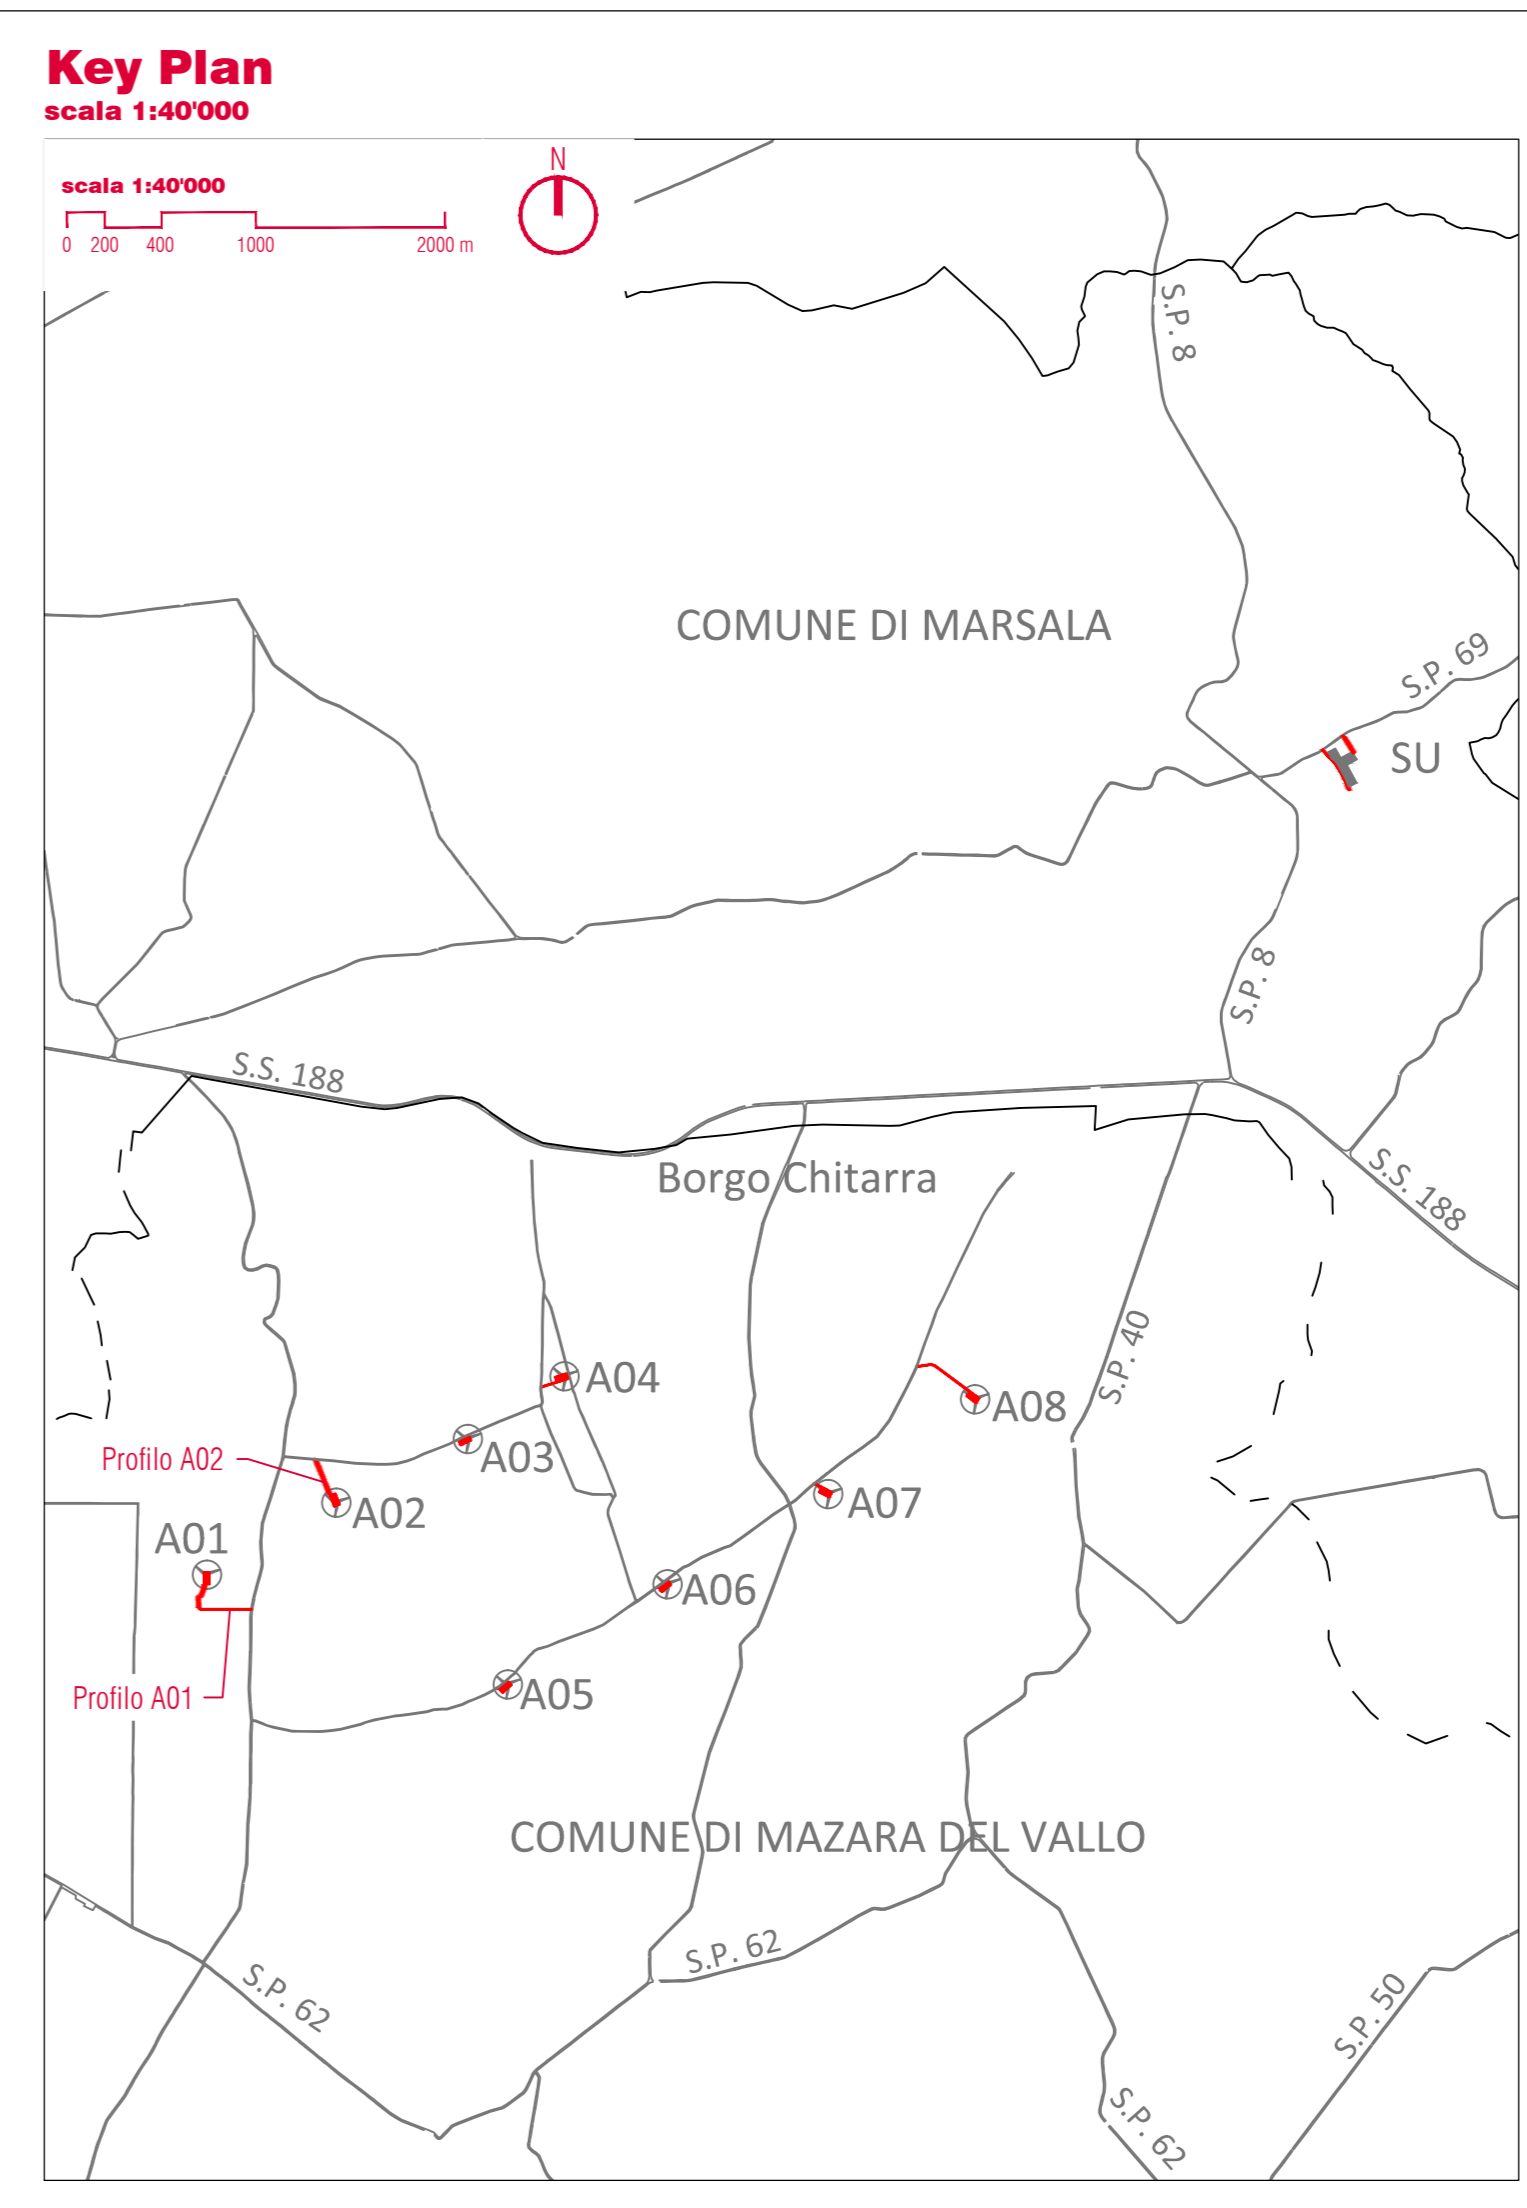 Key Plan
scala 1:40'000
scala 1:40'000
N
0 200 400 1000 2000 m
S.P. 8
COMUNE DI MARSALA
S.P. 69
SU
S.P. 8
S.S. 188
Borgo Chitarra
S.S. 188
S.P. 40
A04
A08
A03
Profilo A02
A02
A07
A01
A06
A05
Profilo A01
COMUNE DI MAZARA DEL VALLO
S.P. 62
S.P. 62
S.P. 50
S.P. 62